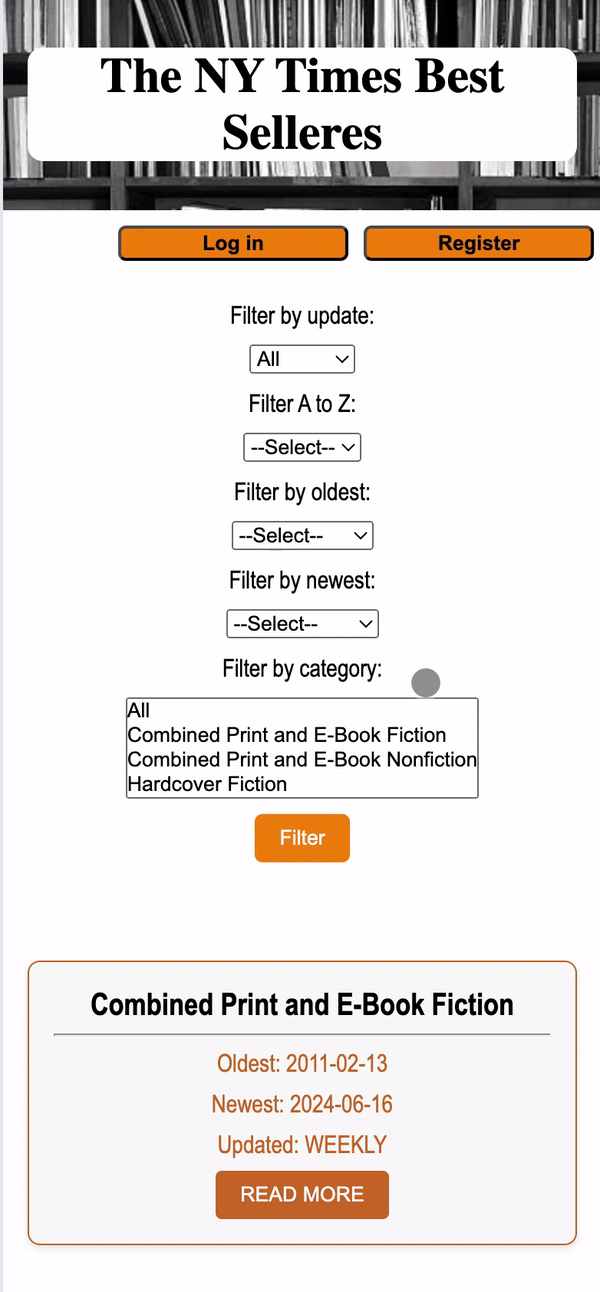 The NY Times Best
Selleres
Log in
Register
Filter by update:
All
Filter A to Z:
--Select--
Filter by oldest:
--Select--
Filter by newest:
--Select--
Filter by category:
All
Combined Print and E-Book Fiction
Combined Print and E-Book Nonfiction
Hardcover Fiction
Filter
Combined Print and E-Book Fiction
Oldest: 2011-02-13
Newest: 2024-06-16
Updated: WEEKLY
READ MORE